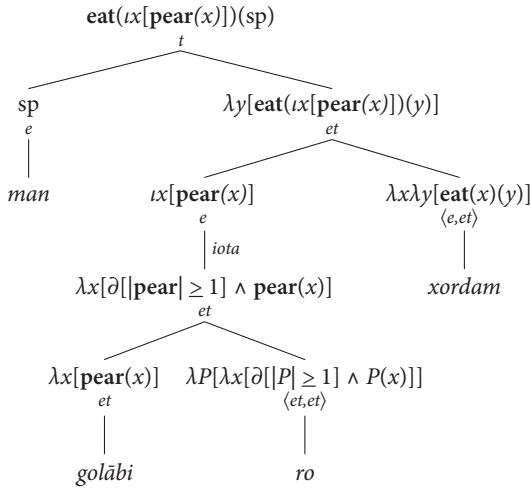 eat(ιx[pear(x)])(sp)
t
sp λy[eat(ιx[pear(x)])(y)]
e et
man ιx[pear(x)] λxλy[eat(x)(y)]
e ⟨e,et⟩
iota
λx[∂[|pear| ≥ 1] ∧ pear(x)] xordam
et
λx[pear(x)] λP[λx[∂[|P| ≥ 1] ∧ P(x)]]
et ⟨et,et⟩
golābi ro